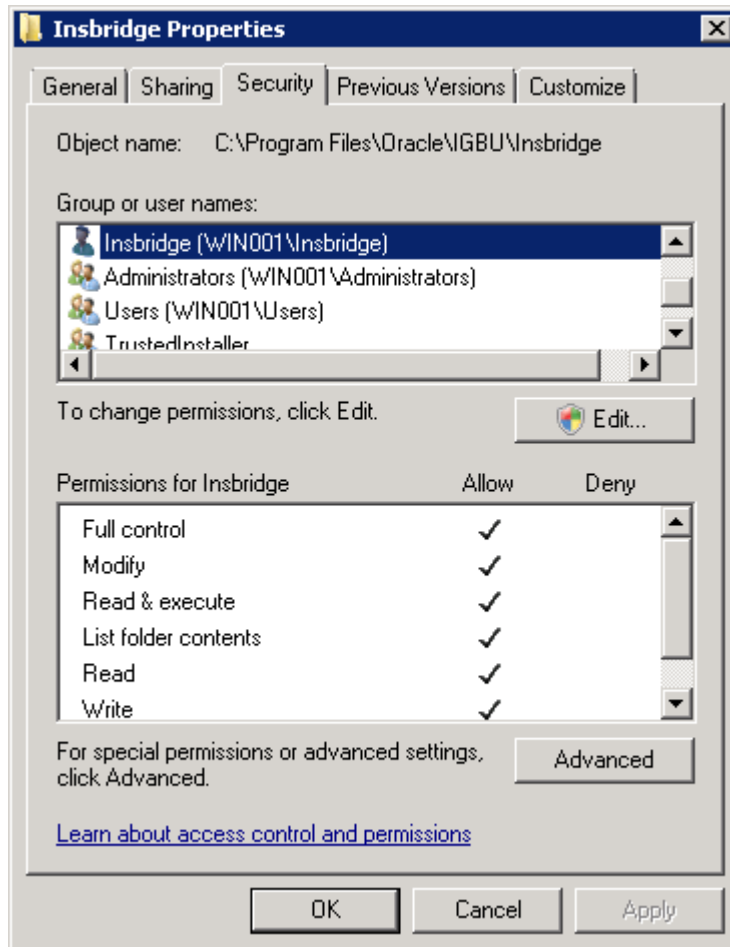 Insbridge Properties
General Sharing Security Previous Versions Customize
Object name: C:\Program Files\Oracle\IGBU\Insbridge
Group or user names:
Insbridge (WIN001\Insbridge)
Administrators (WIN001\Administrators)
Users (WIN001\Users)
TrustedInstaller
To change permissions, click Edit.
Edit...
Permissions for Insbridge Allow Deny
Full control
Modify
Read & execute
List folder contents
Read
Write
For special permissions or advanced settings,
click Advanced.
Advanced
Learn about access control and permissions
OK Cancel Apply